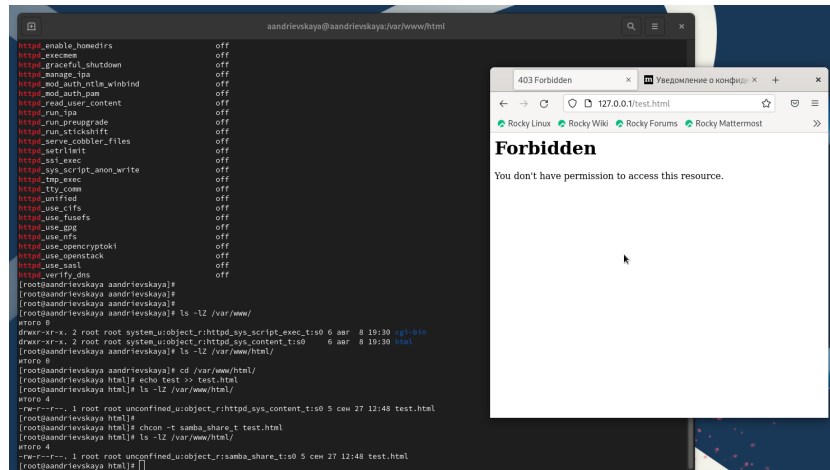 aandrievskaya@aandrievskaya:/var/www/html
httpd_enable_homedirs off
httpd_execmem off
httpd_graceful_shutdown off
httpd_manage_ipa off
httpd_mod_auth_ntlm_winbind off
httpd_mod_auth_pam off
httpd_read_user_content off
httpd_run_ipa off
httpd_run_preupgrade off
httpd_run_stickshift off
httpd_serve_cobbler_files off
httpd_setrlimit off
httpd_ssi_exec off
httpd_sys_script_anon_write off
httpd_tmp_exec off
httpd_tty_comm off
httpd_unified off
httpd_use_cifs off
httpd_use_fusefs off
httpd_use_gpg off
httpd_use_nfs off
httpd_use_opencryptoki off
httpd_use_openstack off
httpd_use_sasl off
httpd_verify_dns off
[root@aandrievskaya aandrievskaya]#
[root@aandrievskaya aandrievskaya]#
[root@aandrievskaya aandrievskaya]#
[root@aandrievskaya aandrievskaya]# ls -lZ /var/www/
итого 0
drwxr-xr-x. 2 root root system_u:object_r:httpd_sys_script_exec_t:s0 6 авг 8 19:30 cgi-bin
drwxr-xr-x. 2 root root system_u:object_r:httpd_sys_content_t:s0 6 авг 8 19:30 html
[root@aandrievskaya aandrievskaya]# ls -lZ /var/www/html/
итого 0
[root@aandrievskaya aandrievskaya]# cd /var/html/
[root@aandrievskaya html]# echo test >> test.html
[root@aandrievskaya html]# ls -lZ /var/www/html/
итого 4
-rw-r--r--. 1 root root unconfined_u:object_r:httpd_sys_content_t:s0 5 сен 27 12:48 test.html
[root@aandrievskaya html]#
[root@aandrievskaya html]# chcon -t samba_share_t test.html
[root@aandrievskaya html]# ls -lZ /var/www/html/
итого 4
-rw-r--r--. 1 root root unconfined_u:object_r:samba_share_t:s0 5 сен 27 12:48 test.html
[root@aandrievskaya html]#
403 Forbidden
Уведомление о конфиде
127.0.0.1/test.html
Rocky Linux Rocky Wiki Rocky Forums Rocky Mattermost
Forbidden
You don't have permission to access this resource.